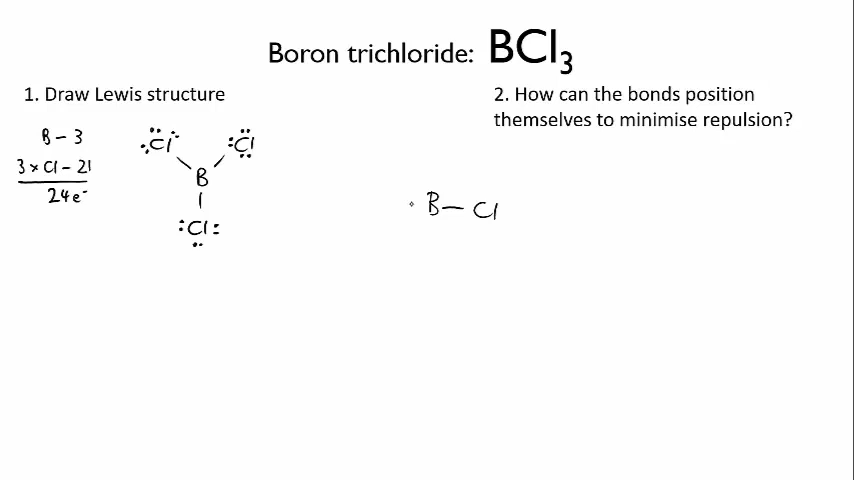 Boron trichloride: BCl₃
1. Draw Lewis structure
B – 3
3 × Cl – 21
24e⁻
Cl Cl
B
Cl
2. How can the bonds position
themselves to minimise repulsion?
B – Cl